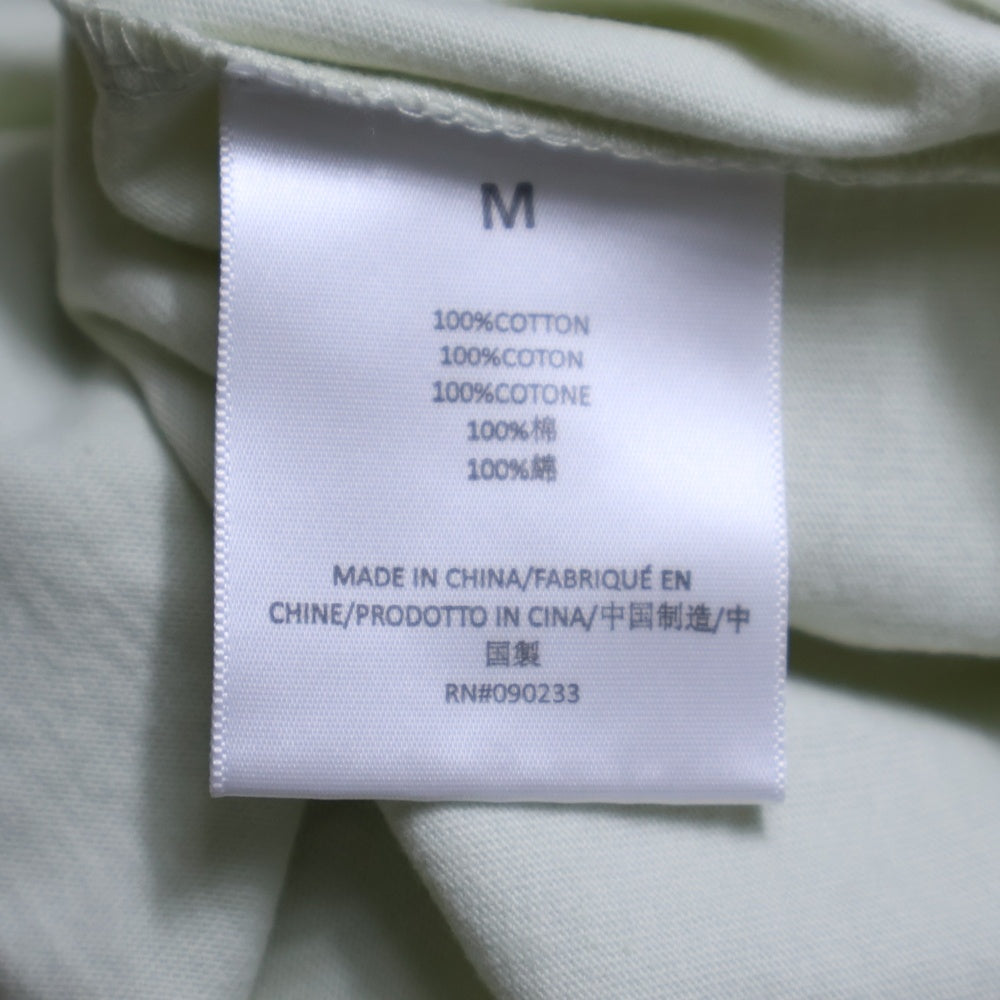 M
100%COTTON
100%COTON
100%COTONE
100%棉
100%綿
MADE IN CHINA/FABRIQUÉ EN
CHINE/PRODOTTO IN CINA/中国制造/中
国製
RN#090233